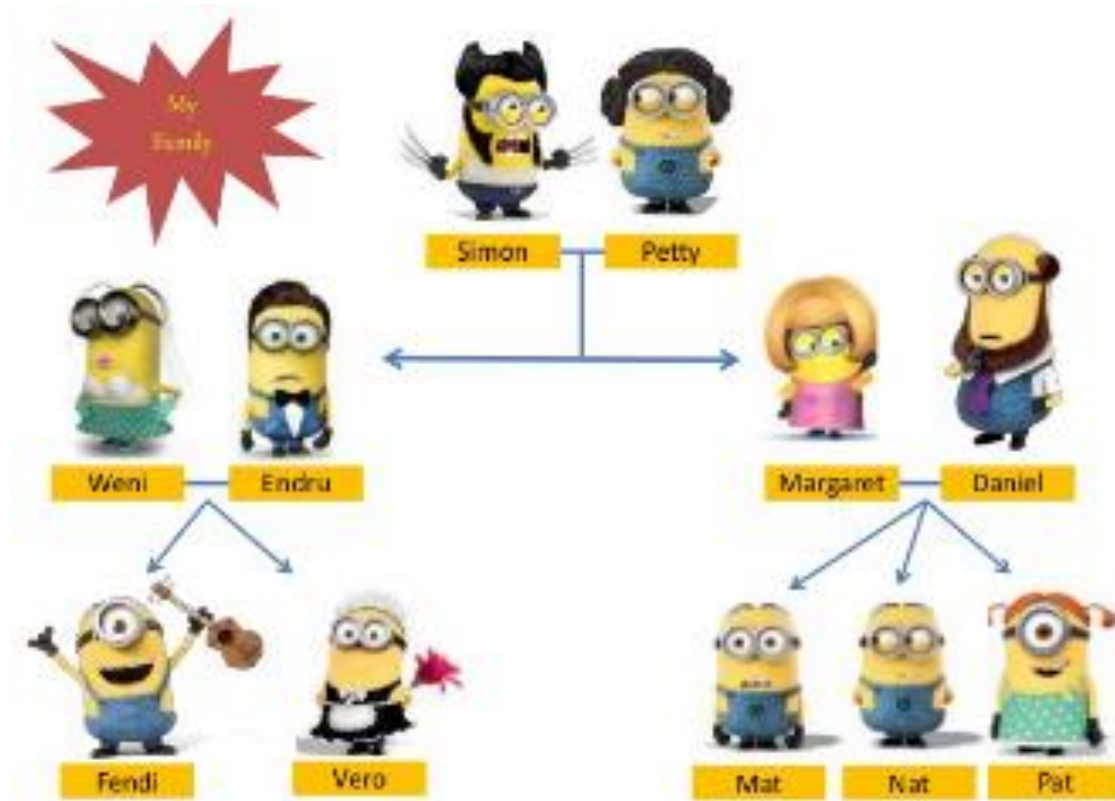 My
Family
Simon
Petty
Weni
Endru
Margaret
Daniel
Fendi
Vero
Mat
Nat
Pat